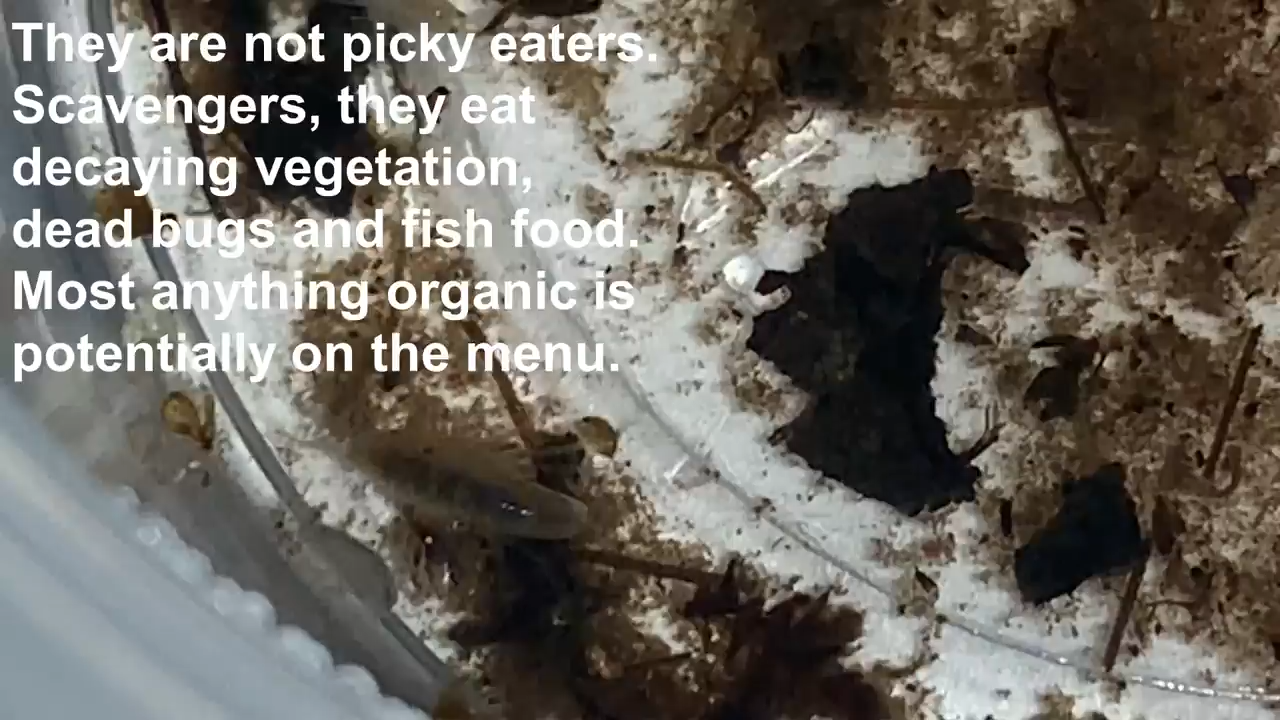 They are not picky eaters.
Scavengers, they eat
decaying vegetation,
dead bugs and fish food.
Most anything organic is
potentially on the menu.